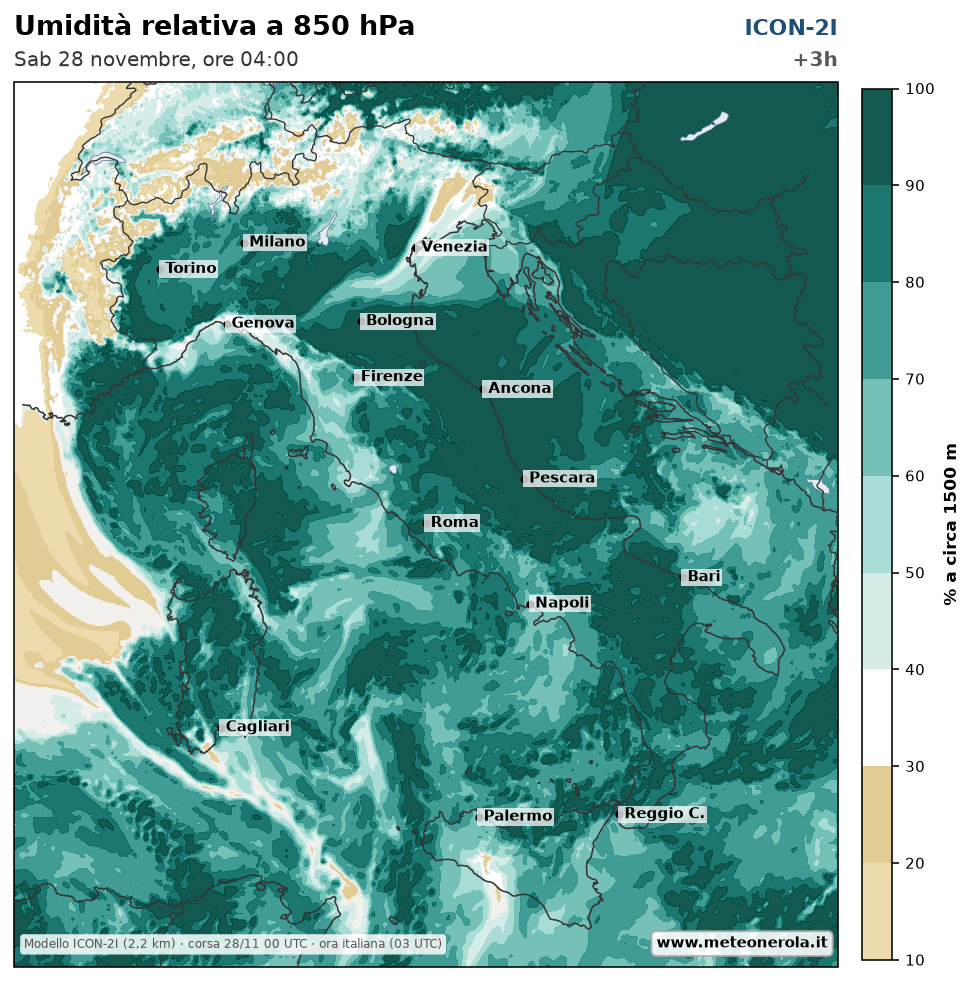 Umidità relativa a 850 hPa
ICON-2I
Sab 28 novembre, ore 04:00
+3h
100
90
80
70
60
50
40
30
20
10
% a circa 1500 m
Milano
Venezia
Torino
Genova
Bologna
Firenze
Ancona
Pescara
Roma
Bari
Napoli
Cagliari
Palermo
Reggio C.
Modello ICON-2I (2,2 km) · corsa 28/11 00 UTC · ora italiana (03 UTC)
www.meteonerola.it